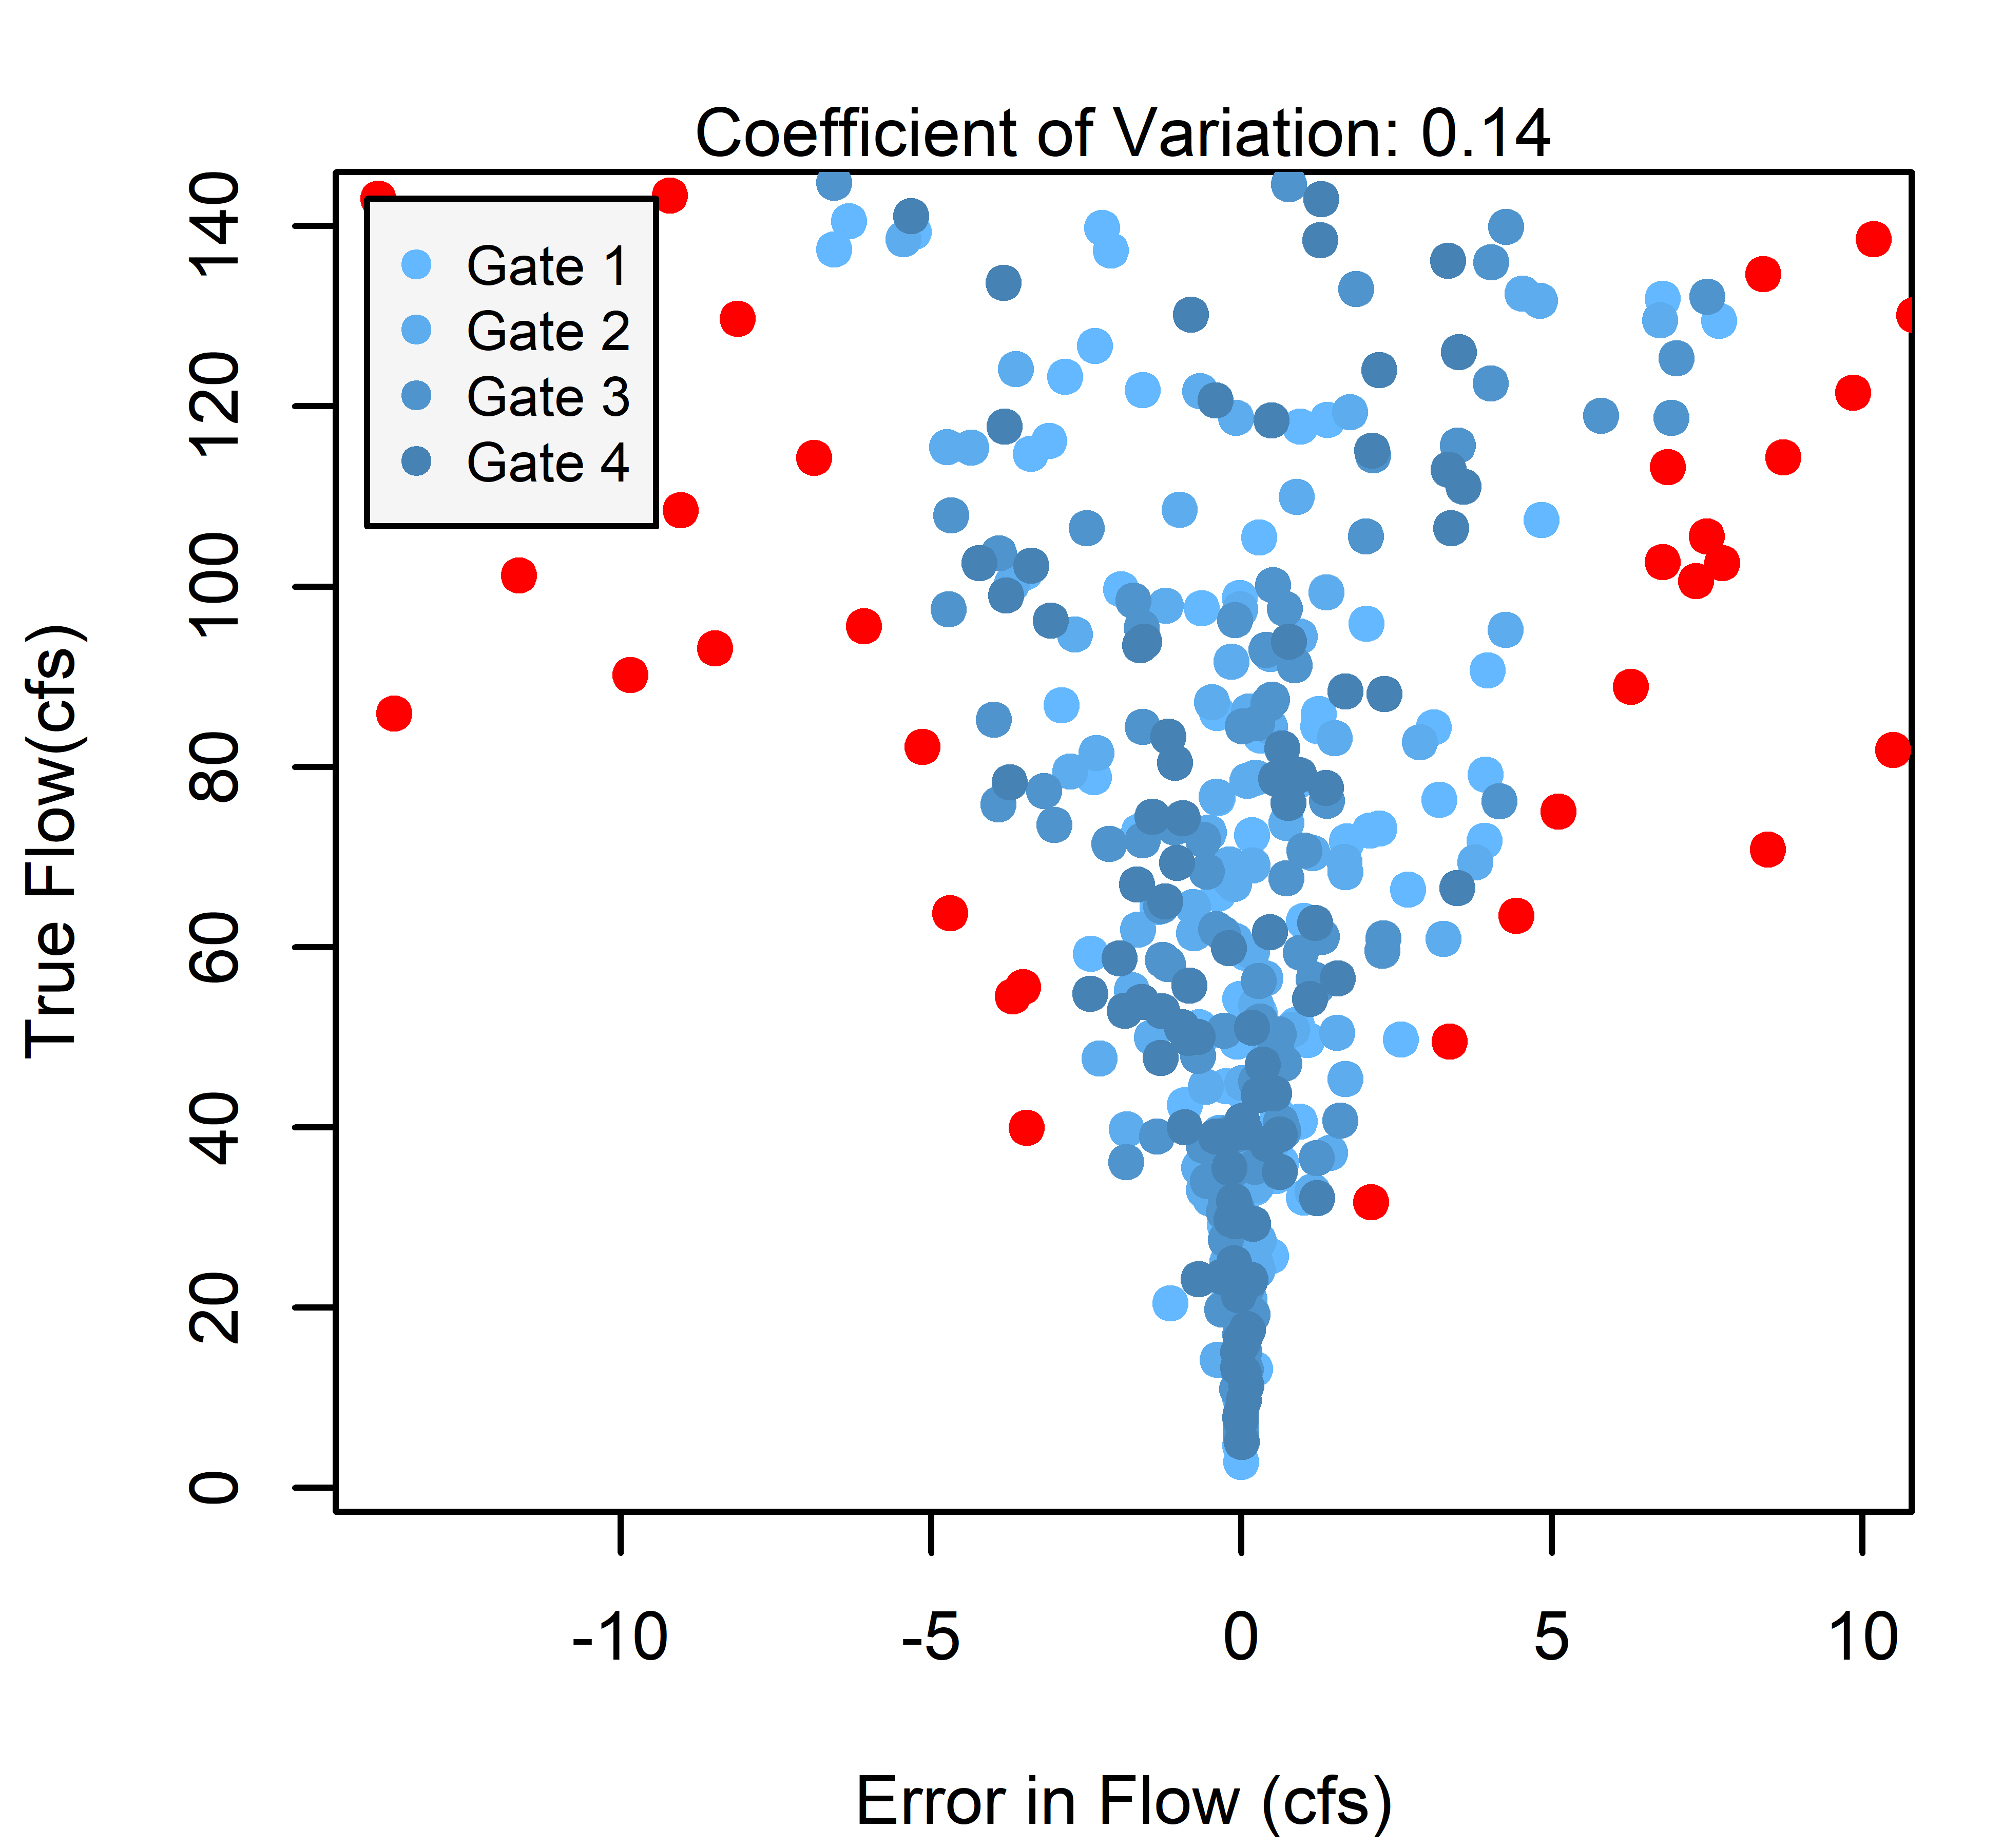 Coefficient of Variation: 0.14
140
120
100
80
60
40
20
0
True Flow(cfs)
Gate 1
Gate 2
Gate 3
Gate 4
-10 -5 0 5 10
Error in Flow (cfs)